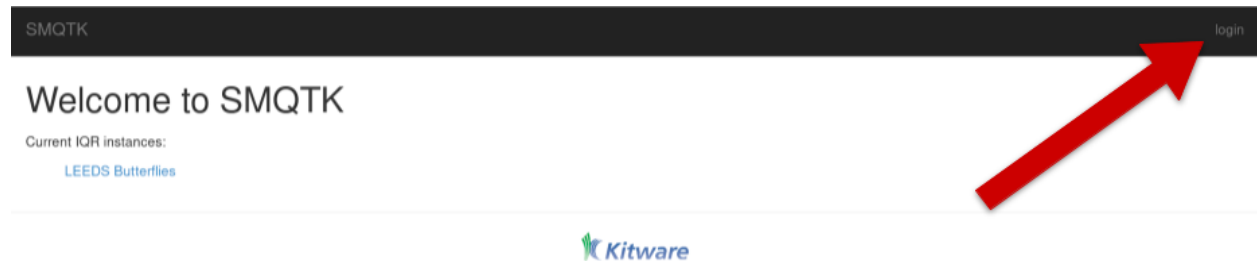 SMQTK login
Welcome to SMQTK
Current IQR instances:
LEEDS Butterflies
Kitware